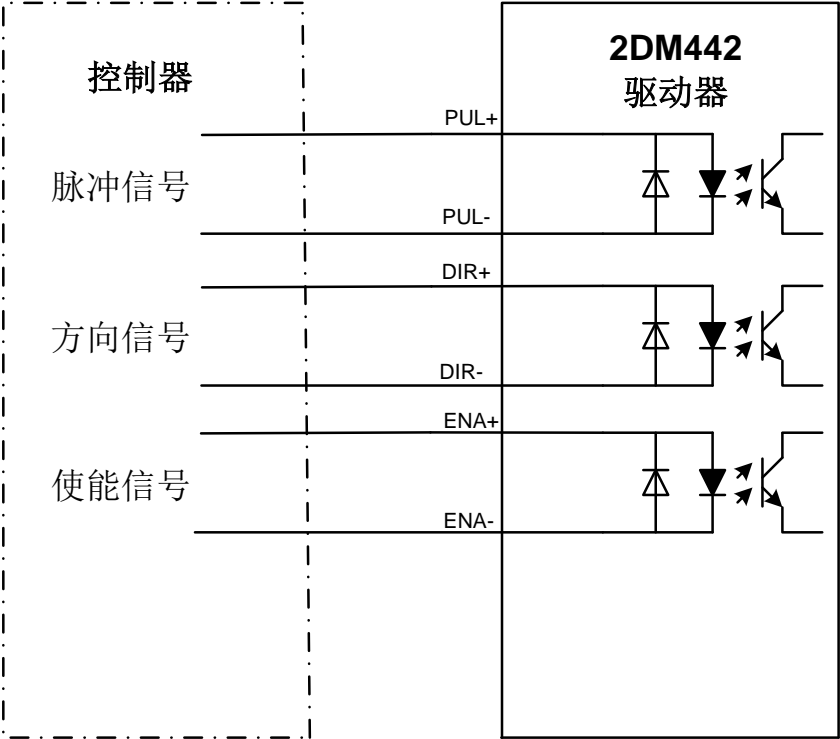 控制器
2DM442
驱动器
PUL+
脉冲信号
PUL-
DIR+
方向信号
DIR-
ENA+
使能信号
ENA-